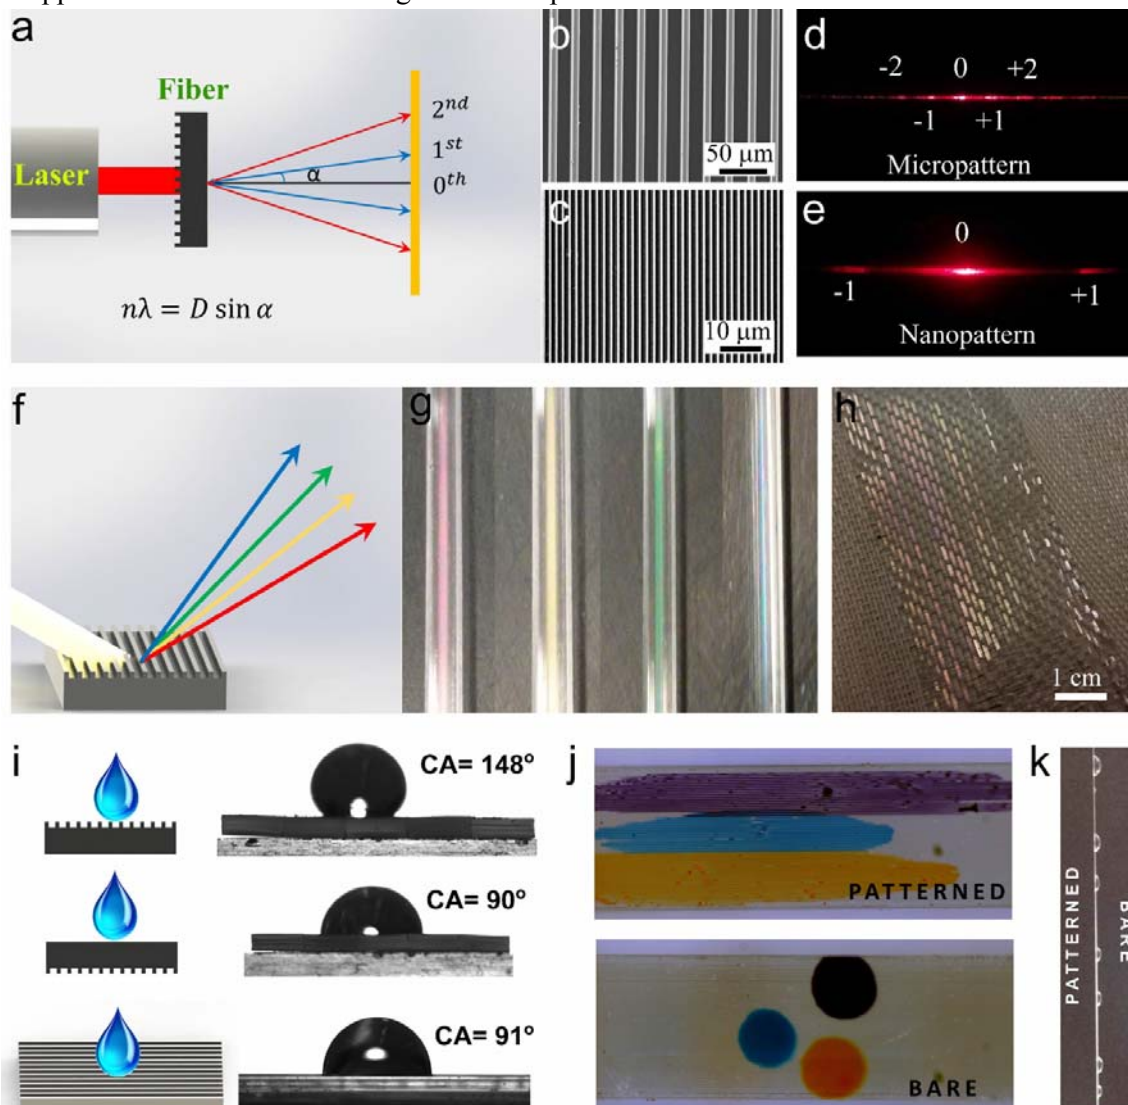 a
Fiber
Laser
2nd
1st
α
0th
nλ = D sin α
b
50 μm
c
10 μm
d
-2 0 +2
-1 +1
Micropattern
e
0
-1 +1
Nanopattern
f
g
h
1 cm
i
CA= 148°
CA= 90°
CA= 91°
j
PATTERNED
BARE
k
PATTERNED
BARE